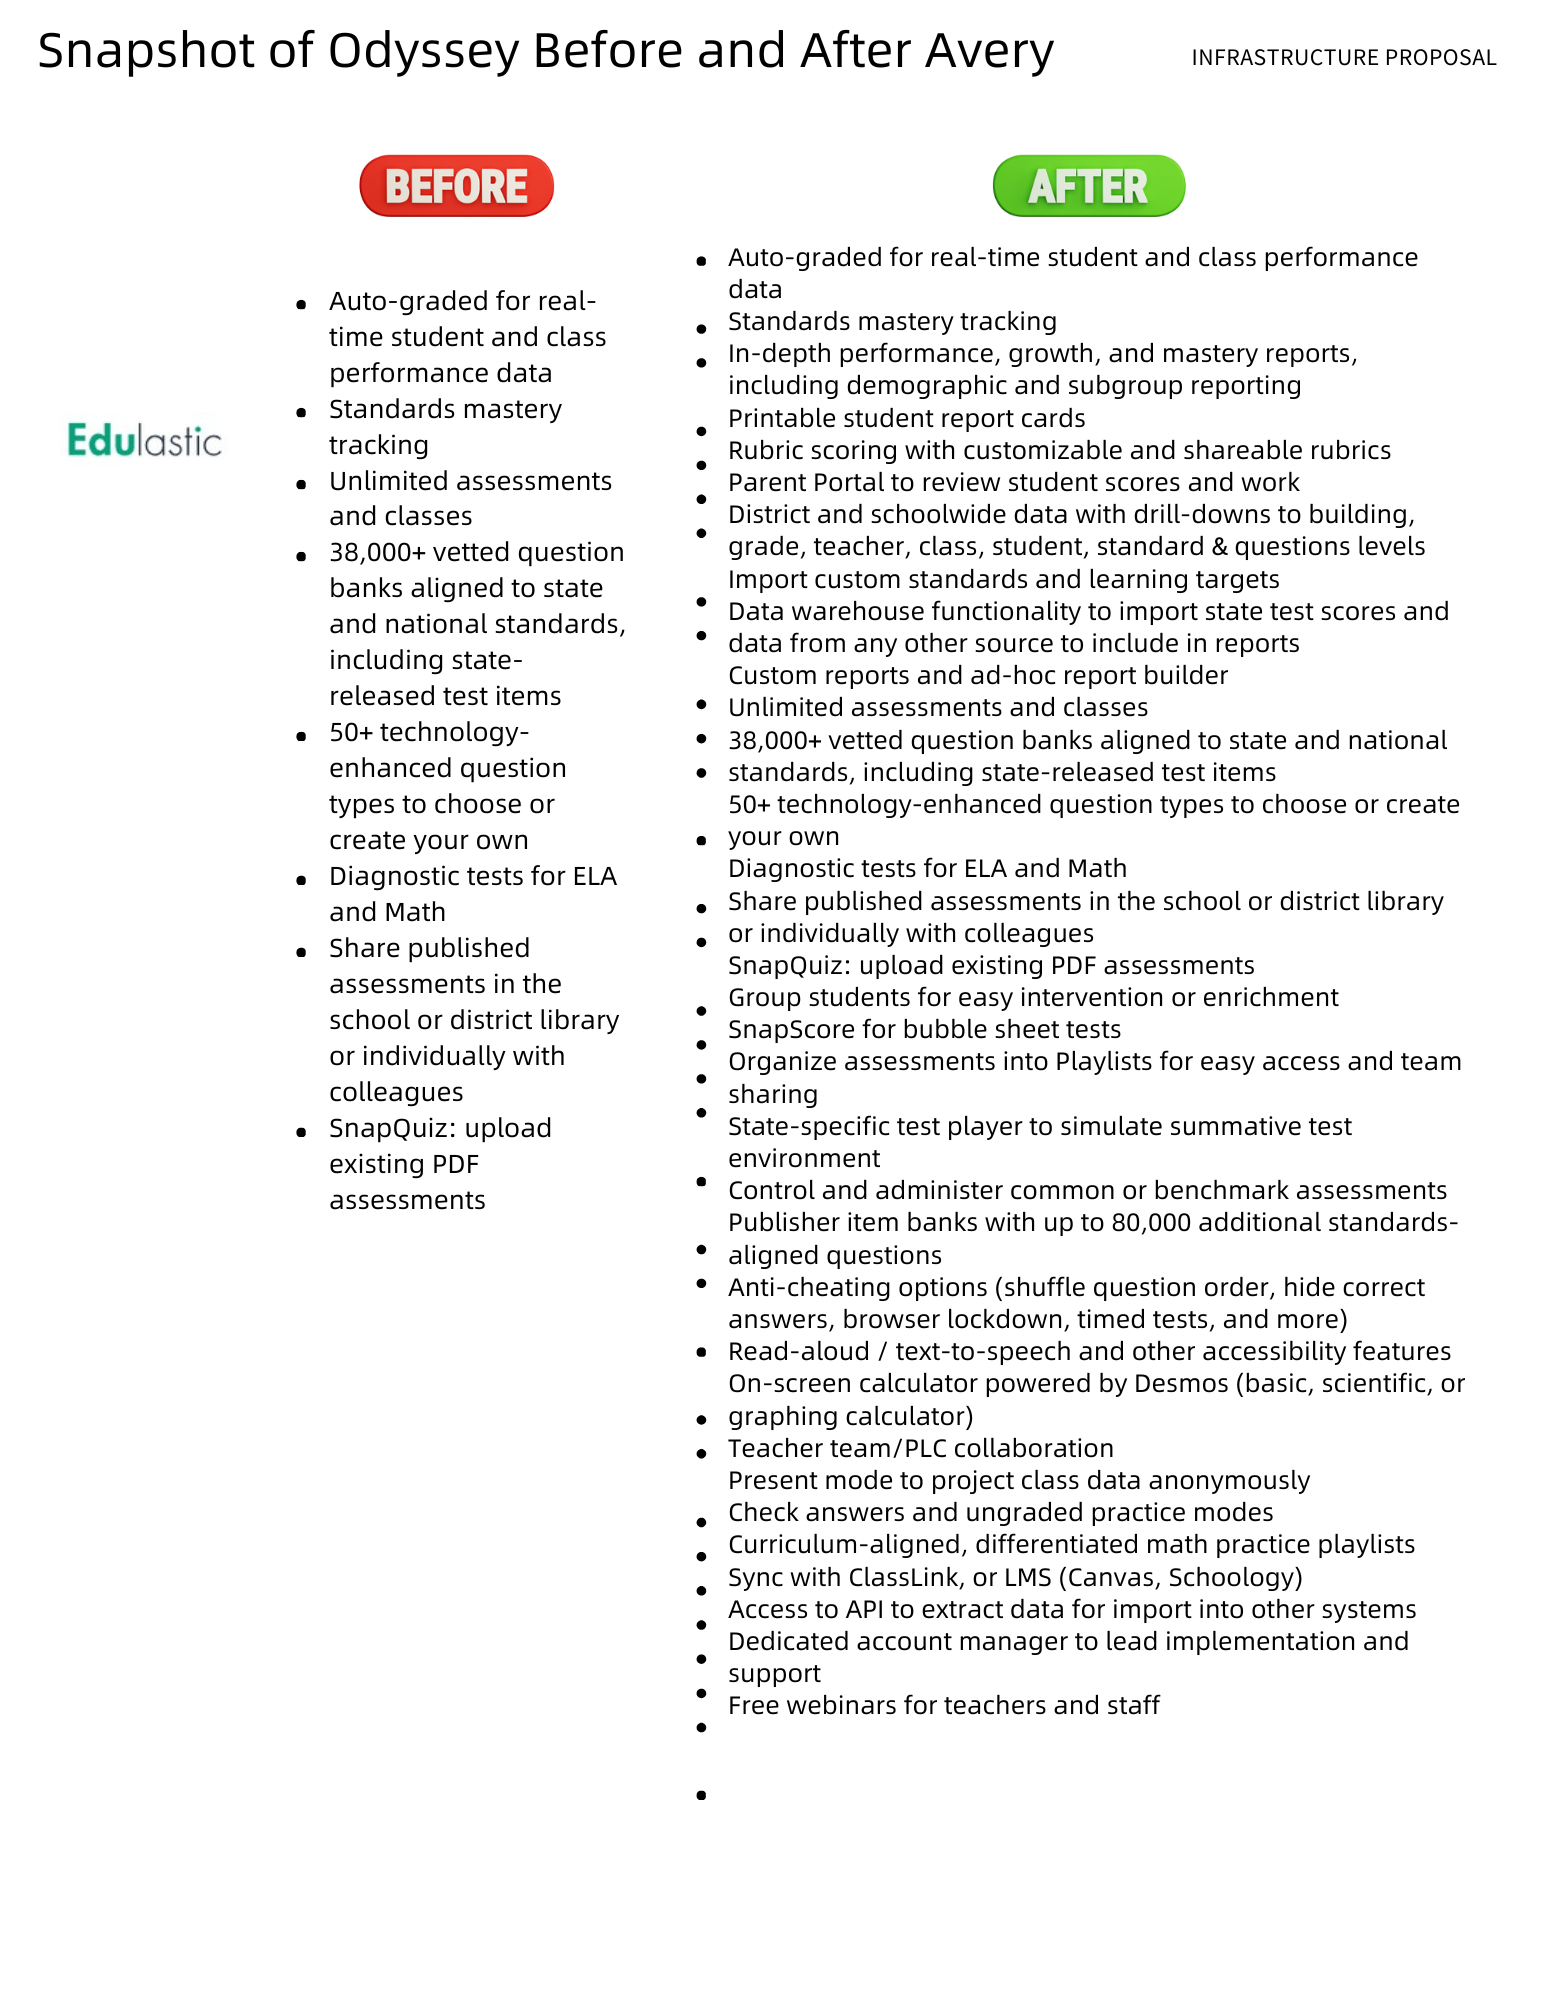 Snapshot of Odyssey Before and After Avery
INFRASTRUCTURE PROPOSAL
BEFORE
AFTER
Edulastic
• Auto-graded for real-
time student and class
performance data
• Standards mastery
tracking
• Unlimited assessments
and classes
• 38,000+ vetted question
banks aligned to state
and national standards,
including state-
released test items
• 50+ technology-
enhanced question
types to choose or
create your own
• Diagnostic tests for ELA
and Math
• Share published
assessments in the
school or district library
or individually with
colleagues
• SnapQuiz: upload
existing PDF
assessments
• Auto-graded for real-time student and class performance
data
• Standards mastery tracking
• In-depth performance, growth, and mastery reports,
including demographic and subgroup reporting
• Printable student report cards
• Rubric scoring with customizable and shareable rubrics
• Parent Portal to review student scores and work
• District and schoolwide data with drill-downs to building,
grade, teacher, class, student, standard & questions levels
• Import custom standards and learning targets
• Data warehouse functionality to import state test scores and
data from any other source to include in reports
• Custom reports and ad-hoc report builder
• Unlimited assessments and classes
• 38,000+ vetted question banks aligned to state and national
standards, including state-released test items
• 50+ technology-enhanced question types to choose or create
your own
• Diagnostic tests for ELA and Math
• Share published assessments in the school or district library
or individually with colleagues
• SnapQuiz: upload existing PDF assessments
• Group students for easy intervention or enrichment
• SnapScore for bubble sheet tests
• Organize assessments into Playlists for easy access and team
sharing
• State-specific test player to simulate summative test
environment
• Control and administer common or benchmark assessments
• Publisher item banks with up to 80,000 additional standards-
aligned questions
• Anti-cheating options (shuffle question order, hide correct
answers, browser lockdown, timed tests, and more)
• Read-aloud / text-to-speech and other accessibility features
• On-screen calculator powered by Desmos (basic, scientific, or
graphing calculator)
• Teacher team/PLC collaboration
• Present mode to project class data anonymously
• Check answers and ungraded practice modes
• Curriculum-aligned, differentiated math practice playlists
• Sync with ClassLink, or LMS (Canvas, Schoology)
• Access to API to extract data for import into other systems
• Dedicated account manager to lead implementation and
support
• Free webinars for teachers and staff